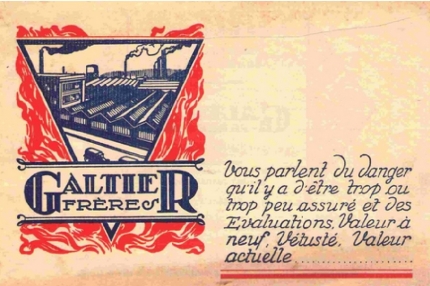 GALTIER
FRÈRES
Vous parlent du danger
qu'il y a d'être trop ou
trop peu assuré et des
Evaluations, Valeur à
neuf, Vétusté, Valeur
actuelle..................